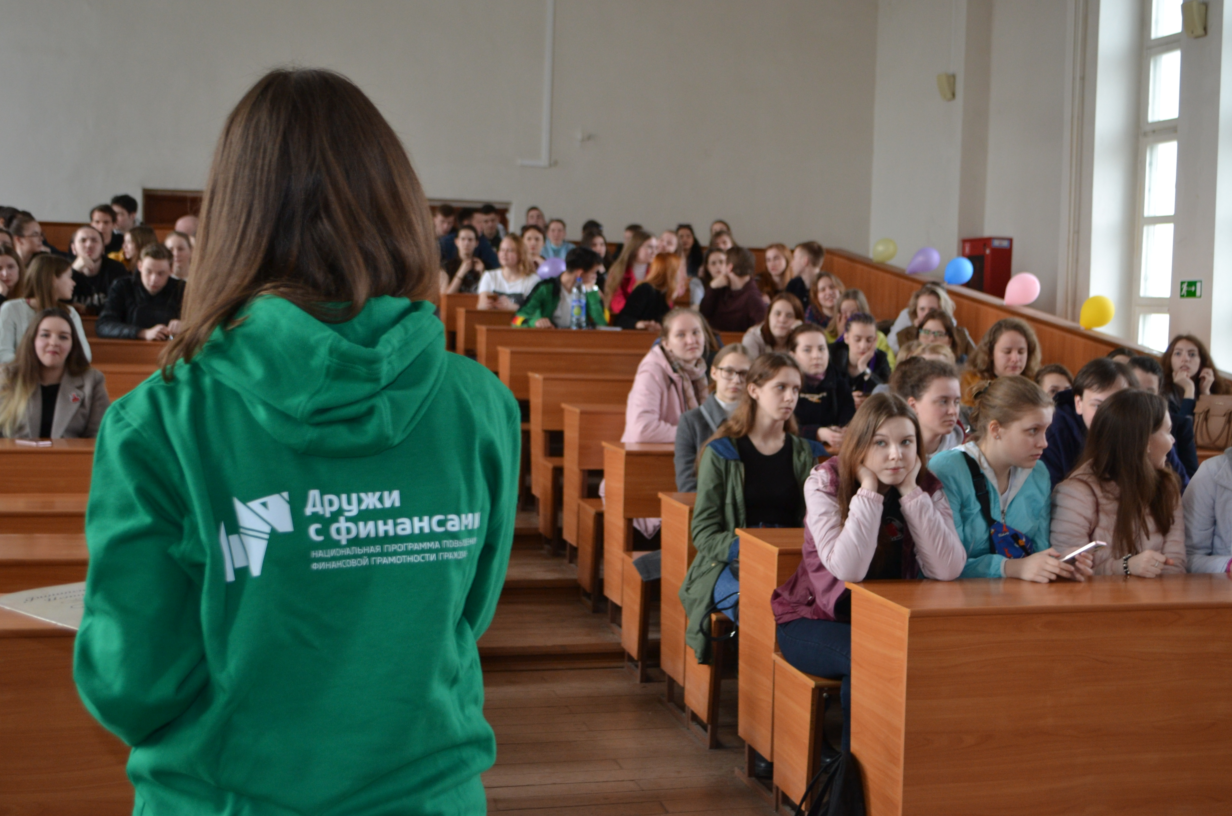 Дружи
с финансами
НАЦИОНАЛЬНАЯ ПРОГРАММА ПОВЫШЕНИЯ
ФИНАНСОВОЙ ГРАМОТНОСТИ ГРАЖДАН